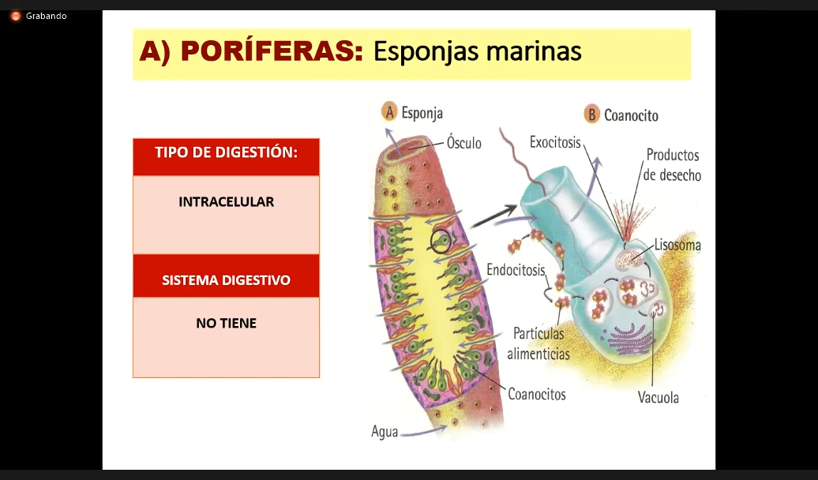 Grabando
A) PORÍFERAS: Esponjas marinas
TIPO DE DIGESTIÓN:
INTRACELULAR
SISTEMA DIGESTIVO
NO TIENE
A Esponja
Ósculo
Coanocitos
Agua
B Coanocito
Exocitosis
Productos
de desecho
Lisosoma
Endocitosis
Partículas
alimenticias
Vacuola